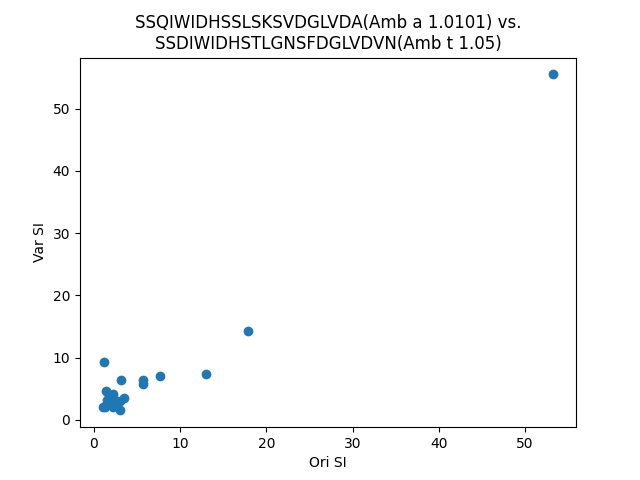 SSQIWIDHSSLSKSVDGLVDA(Amb a 1.0101) vs.
SSDIWIDHSTLGNSFDGLVDVN(Amb t 1.05)
50
40
30
20
10
0
Var SI
0 10 20 30 40 50
Ori SI